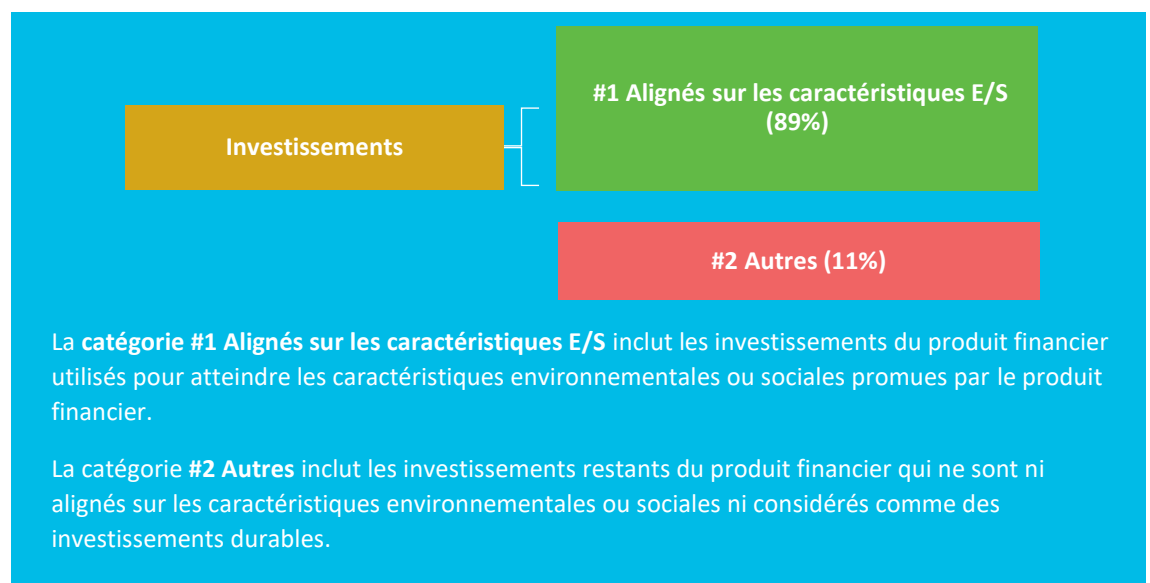 #1 Alignés sur les caractéristiques E/S
(89%)
Investissements
#2 Autres (11%)
La catégorie #1 Alignés sur les caractéristiques E/S inclut les investissements du produit financier
utilisés pour atteindre les caractéristiques environnementales ou sociales promues par le produit
financier.
La catégorie #2 Autres inclut les investissements restants du produit financier qui ne sont ni
alignés sur les caractéristiques environnementales ou sociales ni considérés comme des
investissements durables.